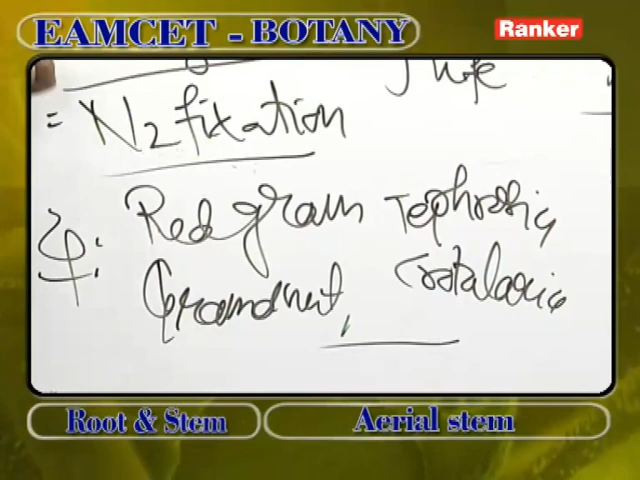 EAMCET - BOTANY
Ranker
= N2 fixation
Eg: Redgram Tephrosia
Groundnut, Crotalaria
Root & Stem
Aerial stem